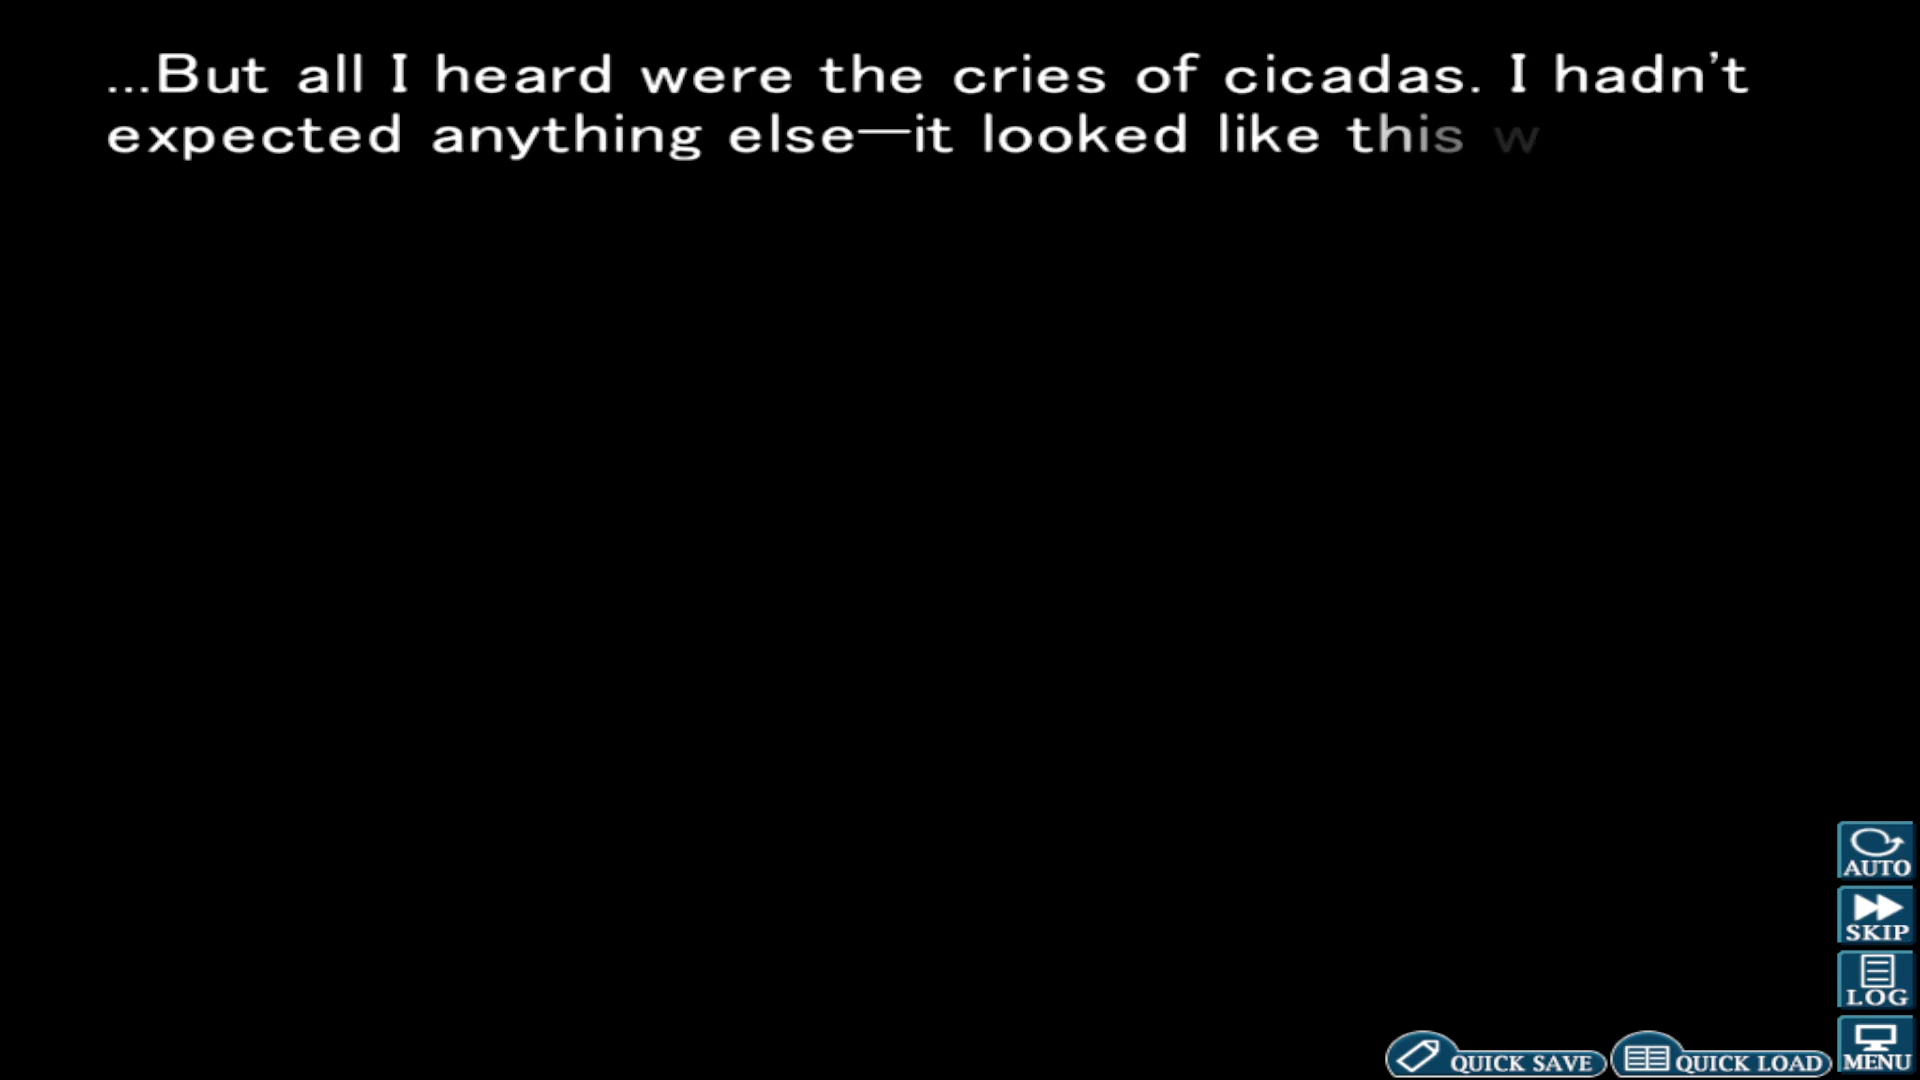 ...But all I heard were the cries of cicadas. I hadn't
expected anything else—it looked like this w
AUTO
SKIP
LOG
MENU
QUICK SAVE
QUICK LOAD